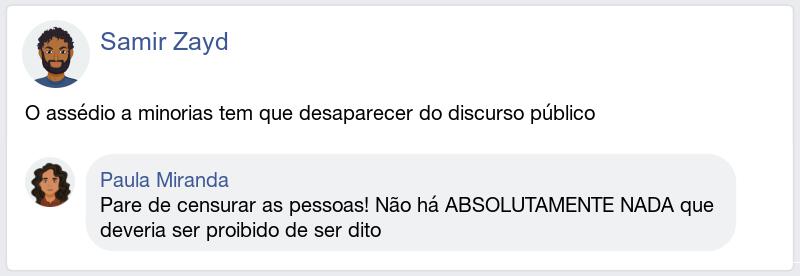 Samir Zayd
O assédio a minorias tem que desaparecer do discurso público
Paula Miranda
Pare de censurar as pessoas! Não há ABSOLUTAMENTE NADA que
deveria ser proibido de ser dito